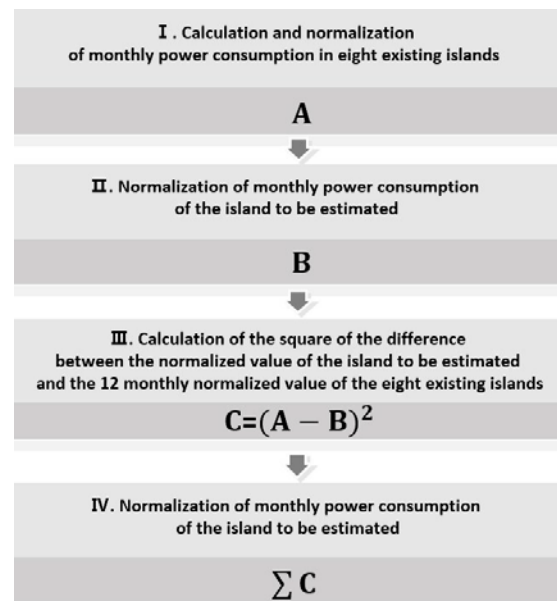 Ⅰ. Calculation and normalization
of monthly power consumption in eight existing islands
A
Ⅱ. Normalization of monthly power consumption
of the island to be estimated
B
Ⅲ. Calculation of the square of the difference
between the normalized value of the island to be estimated
and the 12 monthly normalized value of the eight existing islands
C=(A − B)²
Ⅳ. Normalization of monthly power consumption
of the island to be estimated
∑ C